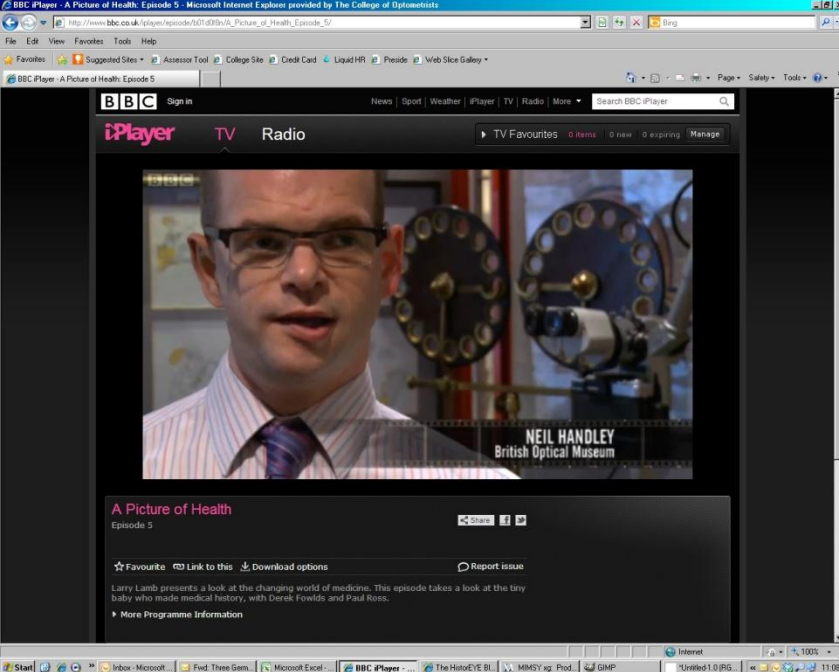 BBC iPlayer - A Picture of Health: Episode 5 - Microsoft Internet Explorer provided by The College of Optometrists
http://www.bbc.co.uk/iplayer/episode/b01d0f8n/A_Picture_of_Health_Episode_5/
Bing
File Edit View Favorites Tools Help
Favorites Suggested Sites Assessor Tool College Site Credit Card Liquid HR Preside Web Slice Gallery
BBC iPlayer - A Picture of Health: Episode 5
Page Safety Tools
BBC Sign in News Sport Weather iPlayer TV Radio More Search BBC iPlayer
iPlayer TV Radio TV Favourites 0 items 0 new 0 expiring Manage
BBC
NEIL HANDLEY
British Optical Museum
A Picture of Health
Episode 5
Share f
Favourite Link to this Download options Report issue
Larry Lamb presents a look at the changing world of medicine. This episode takes a look at the tiny
baby who made medical history, with Derek Fowlds and Paul Ross.
More Programme Information
Internet 100%
Start Inbox - Microsoft ... Fwd: Three Gem... Microsoft Excel - ... BBC iPlayer - ... The HistorEYE Bl... MIMSY xg: Prod... GIMP *Untitled-1.0 (RG... 11:0